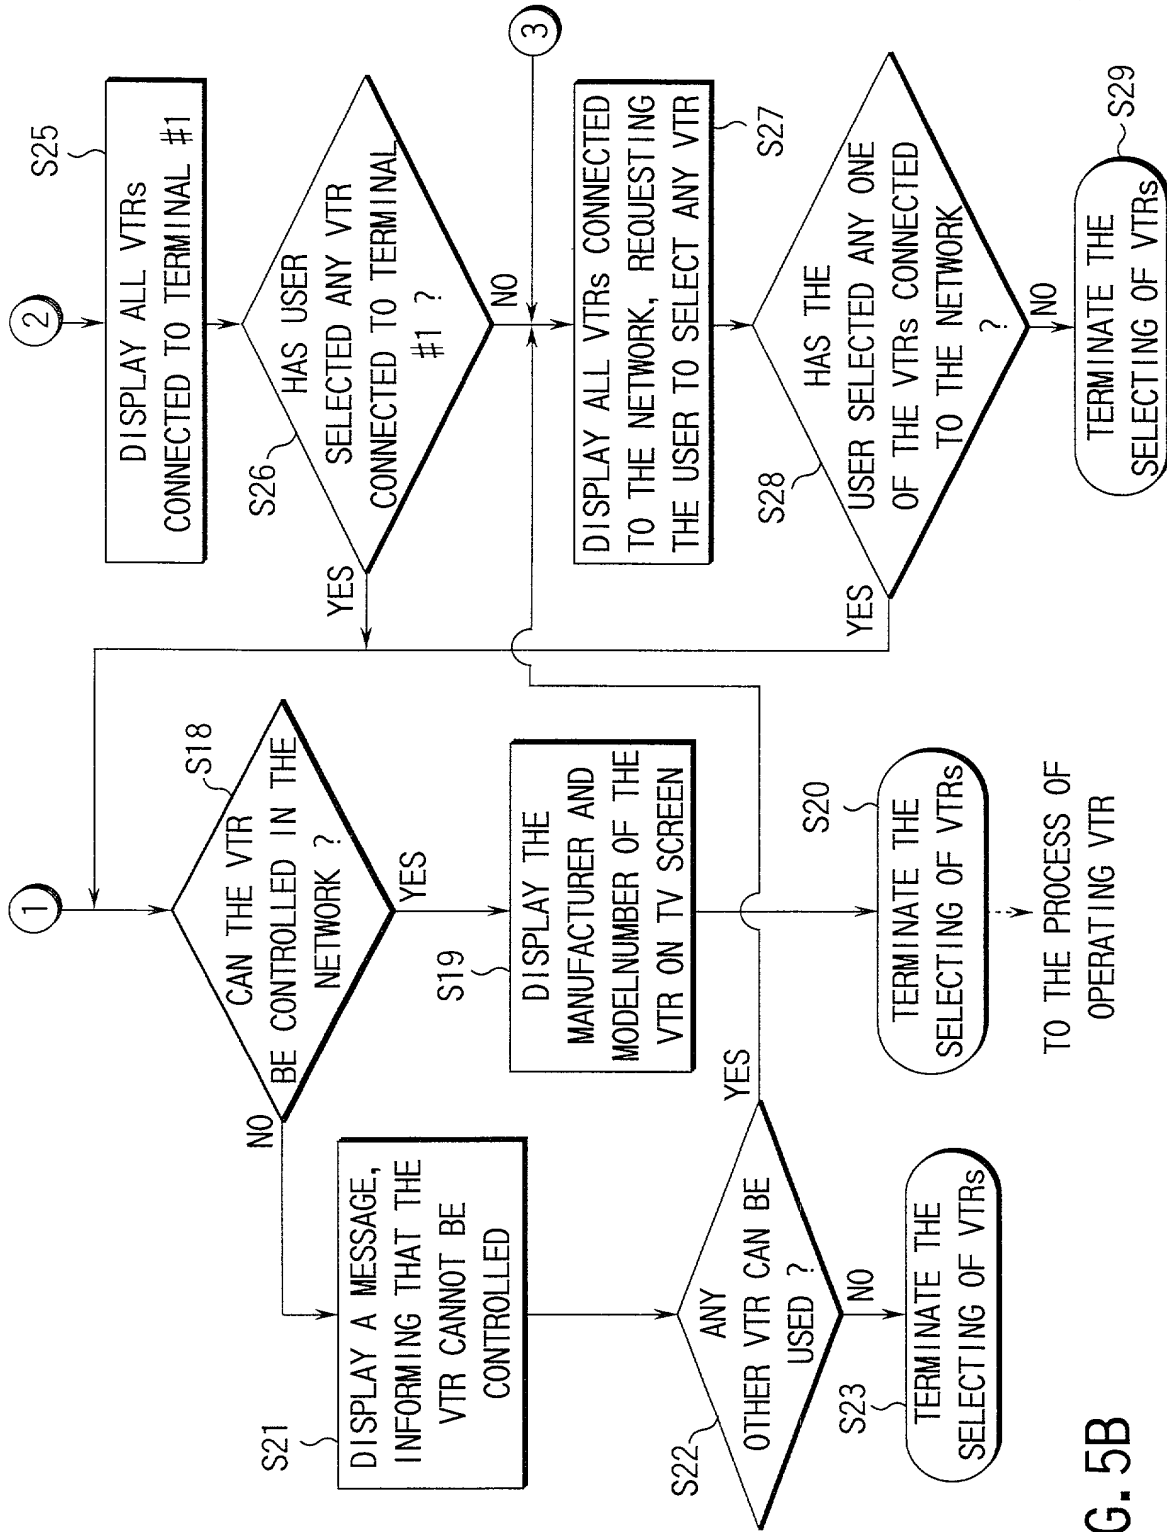 1
CAN THE VTR
BE CONTROLLED IN THE
NETWORK ?
S18
NO
YES
DISPLAY A MESSAGE,
INFORMING THAT THE
VTR CANNOT BE
CONTROLLED
S21
DISPLAY THE
MANUFACTURER AND
MODELNUMBER OF THE
VTR ON TV SCREEN
S19
ANY
OTHER VTR CAN BE
USED ?
S22
YES
NO
TERMINATE THE
SELECTING OF VTRs
S23
TERMINATE THE
SELECTING OF VTRs
S20
TO THE PROCESS OF
OPERATING VTR
2
DISPLAY ALL VTRs
CONNECTED TO TERMINAL #1
S25
HAS USER
SELECTED ANY VTR
CONNECTED TO TERMINAL
#1 ?
S26
YES
NO
3
DISPLAY ALL VTRs CONNECTED
TO THE NETWORK, REQUESTING
THE USER TO SELECT ANY VTR
S27
HAS THE
USER SELECTED ANY ONE
OF THE VTRs CONNECTED
TO THE NETWORK
?
S28
YES
NO
TERMINATE THE
SELECTING OF VTRs
S29
G. 5B